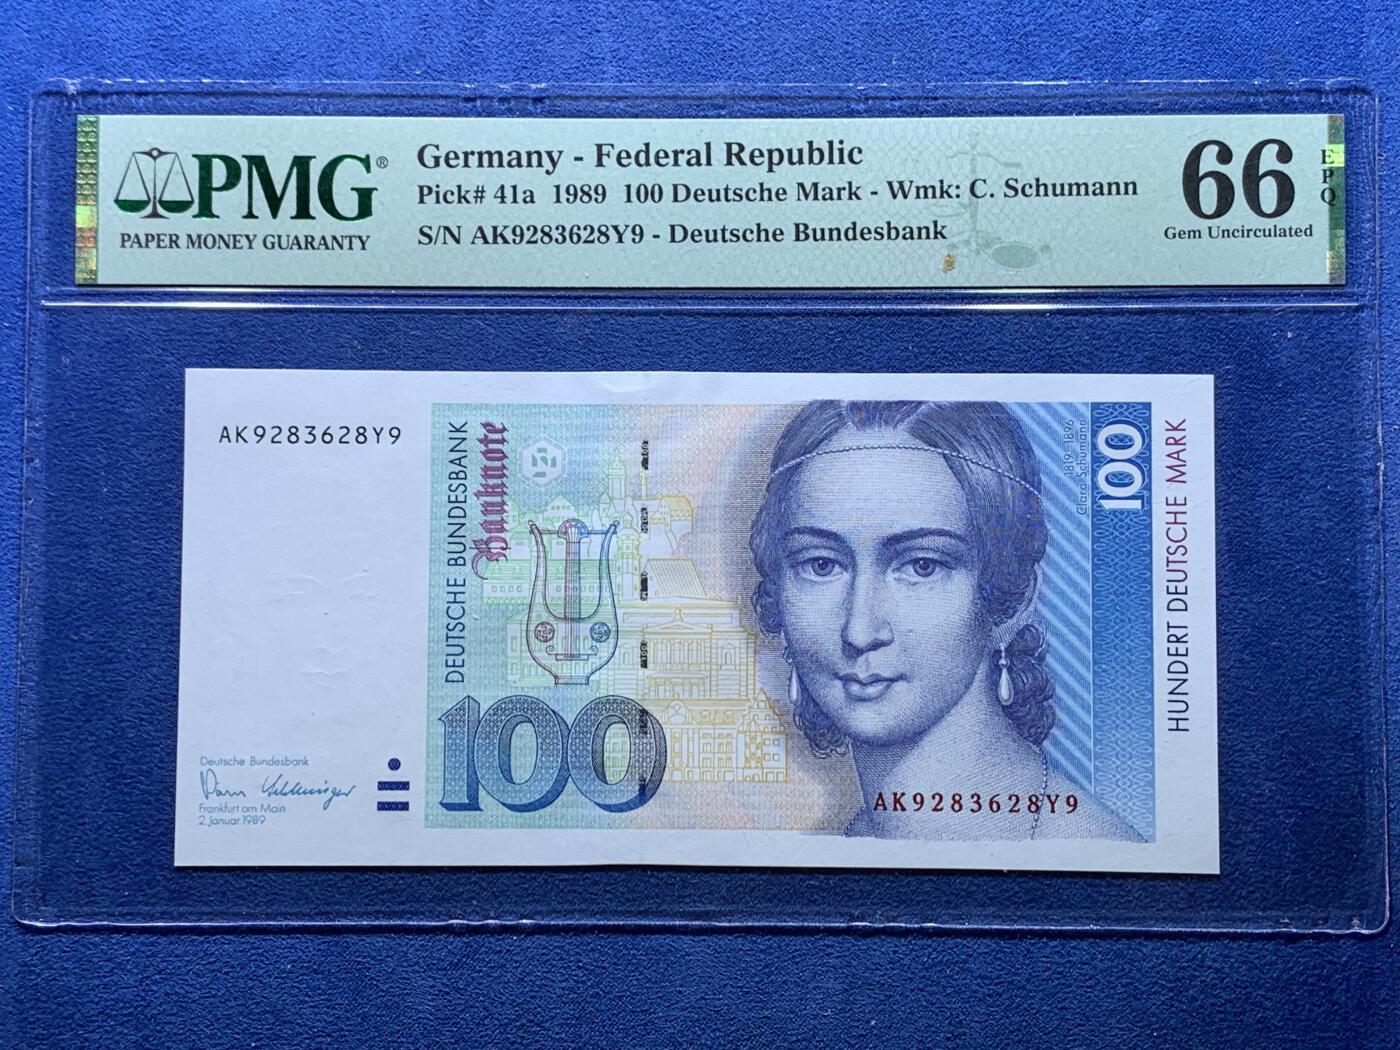 PMG®
PAPER MONEY GUARANTY
Germany - Federal Republic
Pick# 41a 1989 100 Deutsche Mark - Wmk: C. Schumann
S/N AK9283628Y9 - Deutsche Bundesbank
66
EPQ
Gem Uncirculated
AK9283628Y9
DEUTSCHE BUNDESBANK
Banknote
1819–1896
Clara Schumann
100
HUNDERT DEUTSCHE MARK
100
Deutsche Bundesbank
Frankfurt am Main
2. Januar 1989
AK9283628Y9